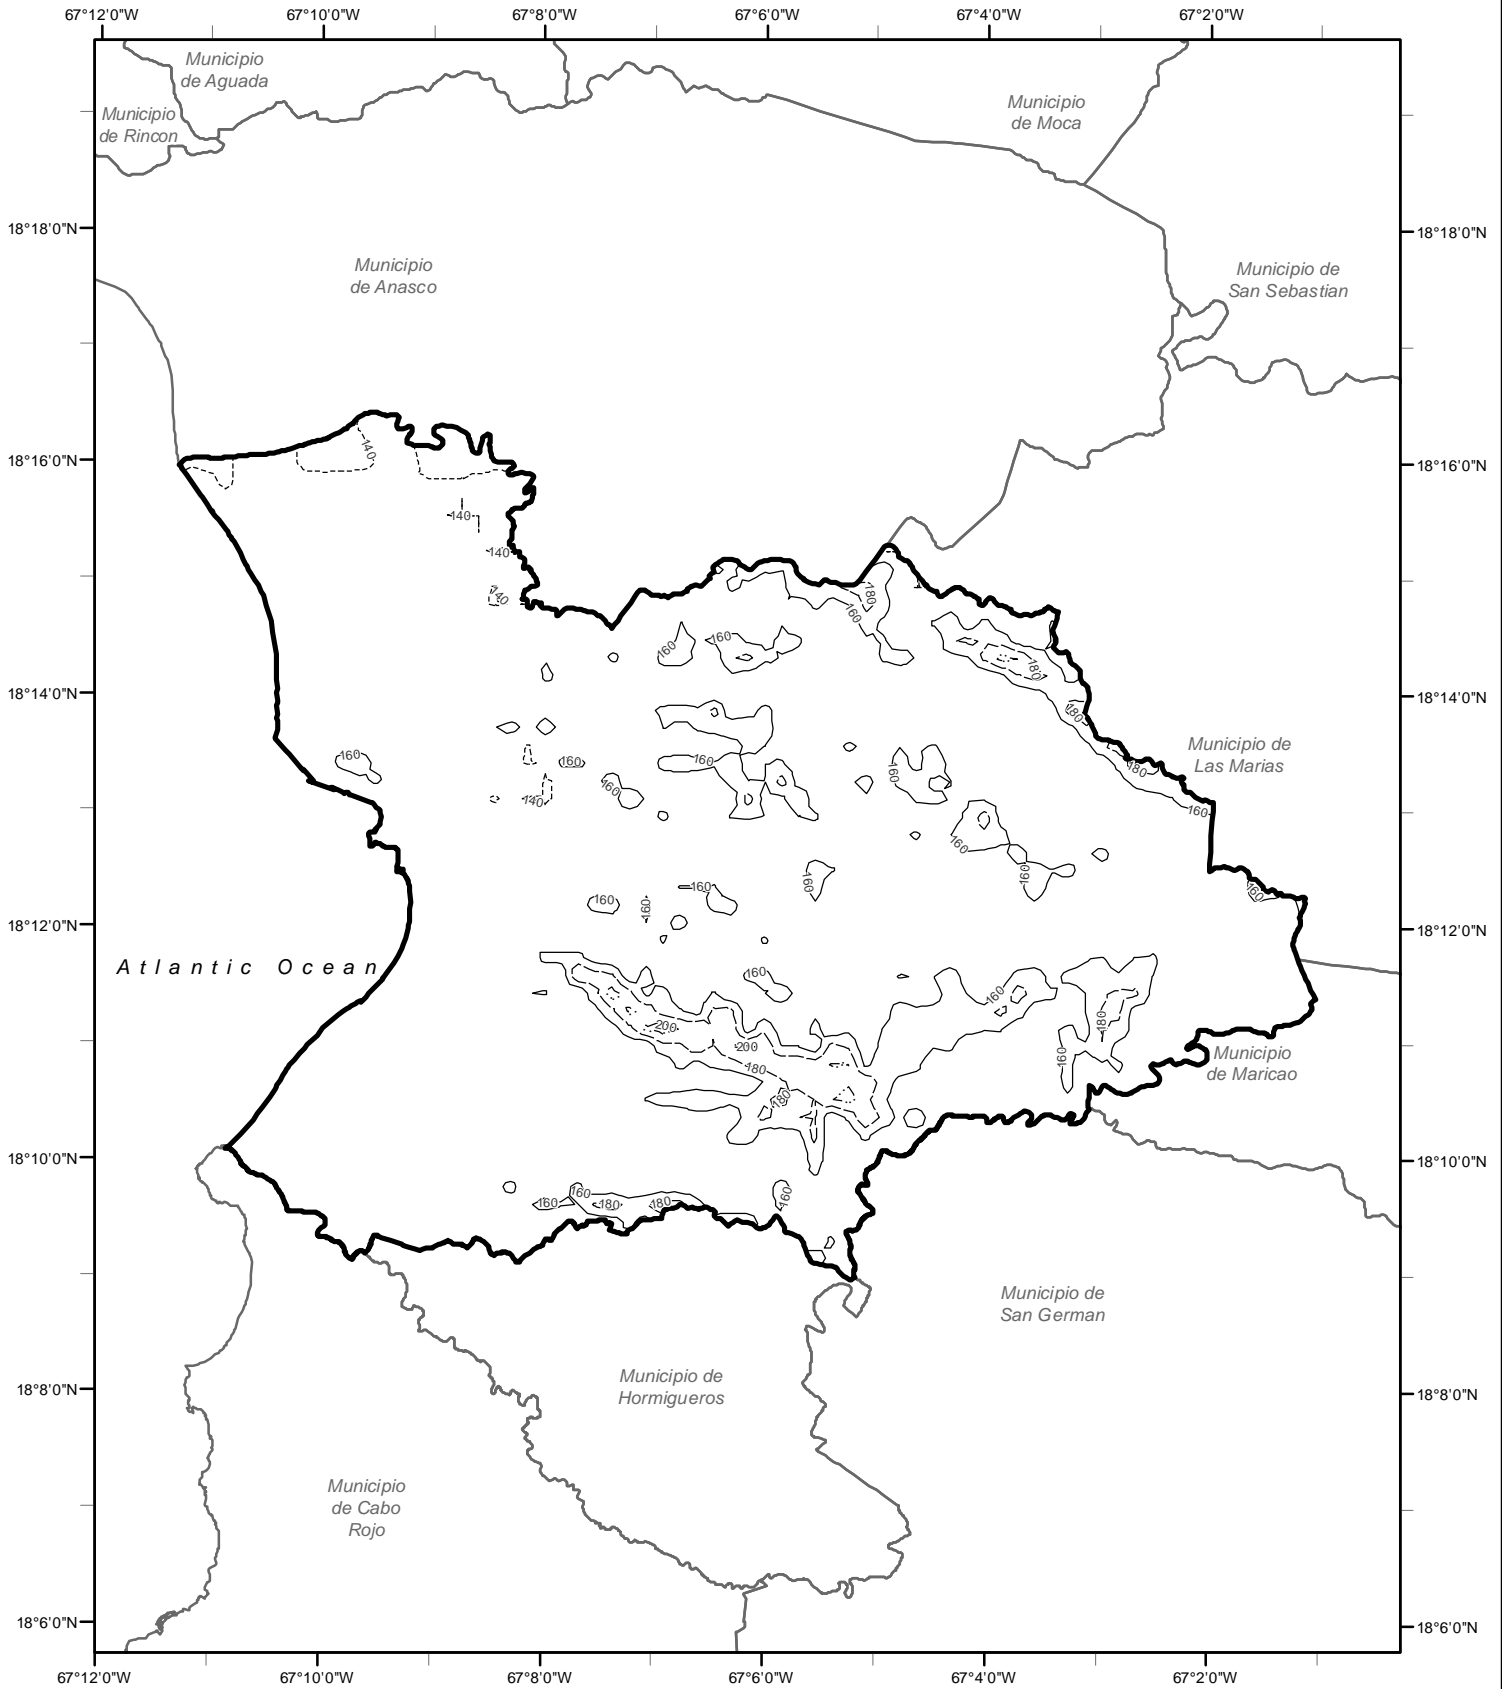 67°12'0"W 67°10'0"W 67°8'0"W 67°6'0"W 67°4'0"W 67°2'0"W
Municipio
de Aguada
Municipio
de Rincon
Municipio
de Moca
18°18'0"N 18°18'0"N
Municipio
de Anasco
Municipio de
San Sebastian
140
18°16'0"N 18°16'0"N
140
140
140
180
160
160
160
180
18°14'0"N 18°14'0"N
180
Municipio de
Las Marias
160
160
160
160
180
160
140
160
160
160
160
160
160
160
160
18°12'0"N 18°12'0"N
Atlantic Ocean
160
160
200
180
200
160
Municipio
de Maricao
180
180
18°10'0"N 18°10'0"N
160
160
180
180
160
Municipio de
San German
Municipio de
Hormigueros
18°8'0"N 18°8'0"N
Municipio
de Cabo
Rojo
18°6'0"N 18°6'0"N
67°12'0"W 67°10'0"W 67°8'0"W 67°6'0"W 67°4'0"W 67°2'0"W